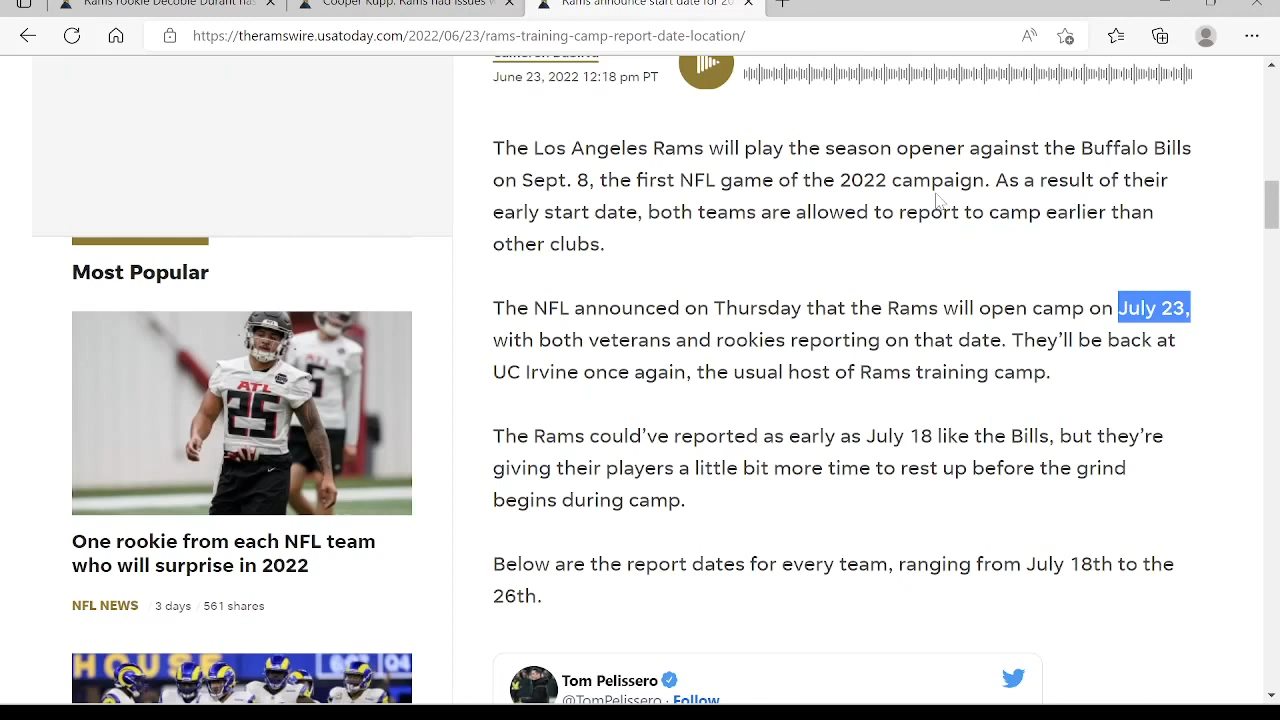 Rams rookie Decobie Durant has
Cooper Kupp: Rams had issues w
Rams announce start date for 20
https://theramswire.usatoday.com/2022/06/23/rams-training-camp-report-date-location/
June 23, 2022 12:18 pm PT
The Los Angeles Rams will play the season opener against the Buffalo Bills
on Sept. 8, the first NFL game of the 2022 campaign. As a result of their
early start date, both teams are allowed to report to camp earlier than
other clubs.
The NFL announced on Thursday that the Rams will open camp on July 23,
with both veterans and rookies reporting on that date. They'll be back at
UC Irvine once again, the usual host of Rams training camp.
The Rams could've reported as early as July 18 like the Bills, but they're
giving their players a little bit more time to rest up before the grind
begins during camp.
Below are the report dates for every team, ranging from July 18th to the
26th.
Tom Pelissero
@TomPelissero · Follow
Most Popular
ATL
25
One rookie from each NFL team
who will surprise in 2022
NFL NEWS / 3 days / 561 shares
HOUSE